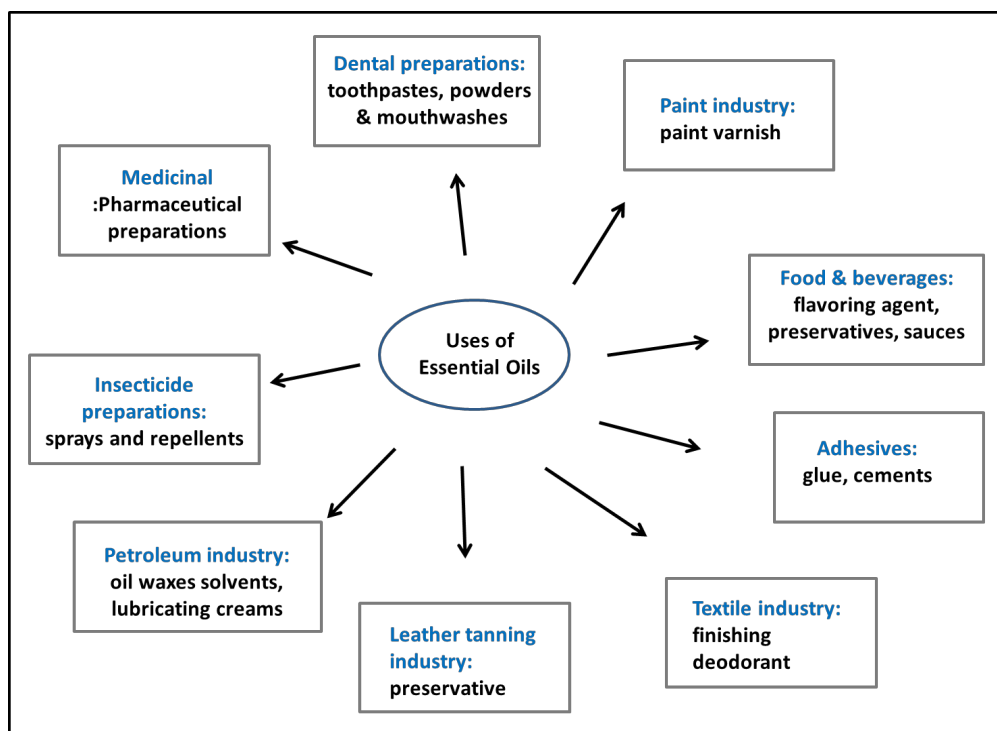 Dental preparations:
toothpastes, powders
& mouthwashes
Paint industry:
paint varnish
Medicinal
:Pharmaceutical
preparations
Food & beverages:
flavoring agent,
preservatives, sauces
Uses of
Essential Oils
Insecticide
preparations:
sprays and repellents
Adhesives:
glue, cements
Petroleum industry:
oil waxes solvents,
lubricating creams
Leather tanning
industry:
preservative
Textile industry:
finishing
deodorant